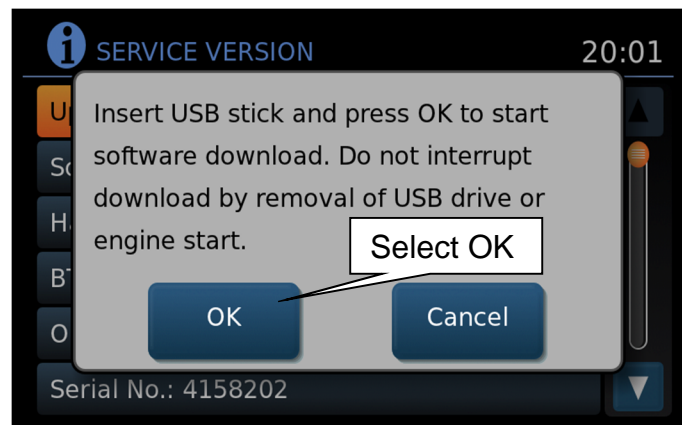 SERVICE VERSION 20:01
Insert USB stick and press OK to start
software download. Do not interrupt
download by removal of USB drive or
engine start.
Select OK
OK Cancel
Serial No.: 4158202